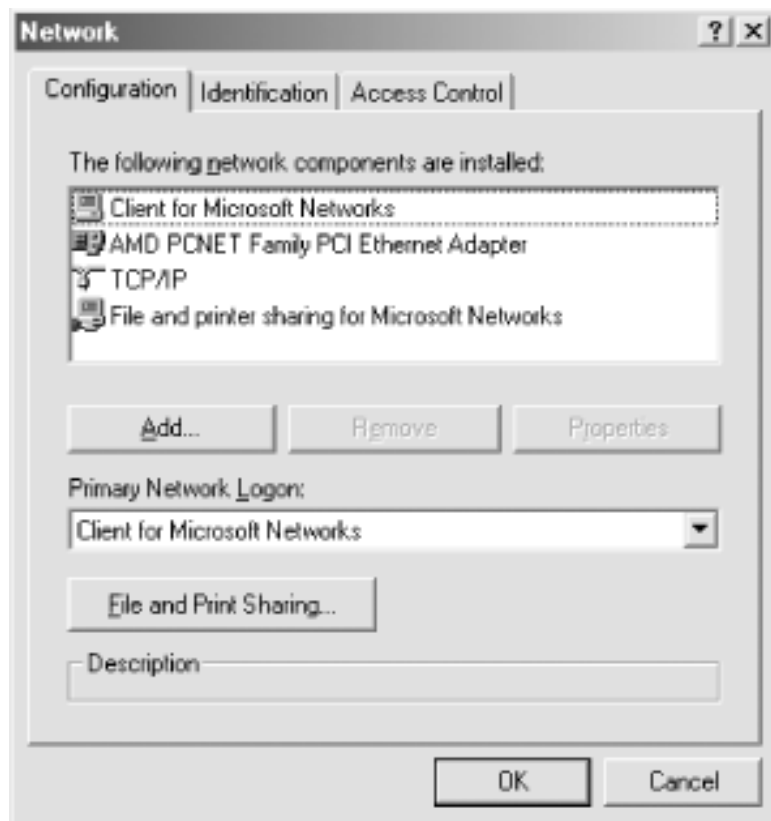 Network
Configuration Identification Access Control
The following network components are installed:
Client for Microsoft Networks
AMD PCNET Family PCI Ethernet Adapter
TCP/IP
File and printer sharing for Microsoft Networks
Add... Remove Properties
Primary Network Logon:
Client for Microsoft Networks
File and Print Sharing...
Description
OK Cancel